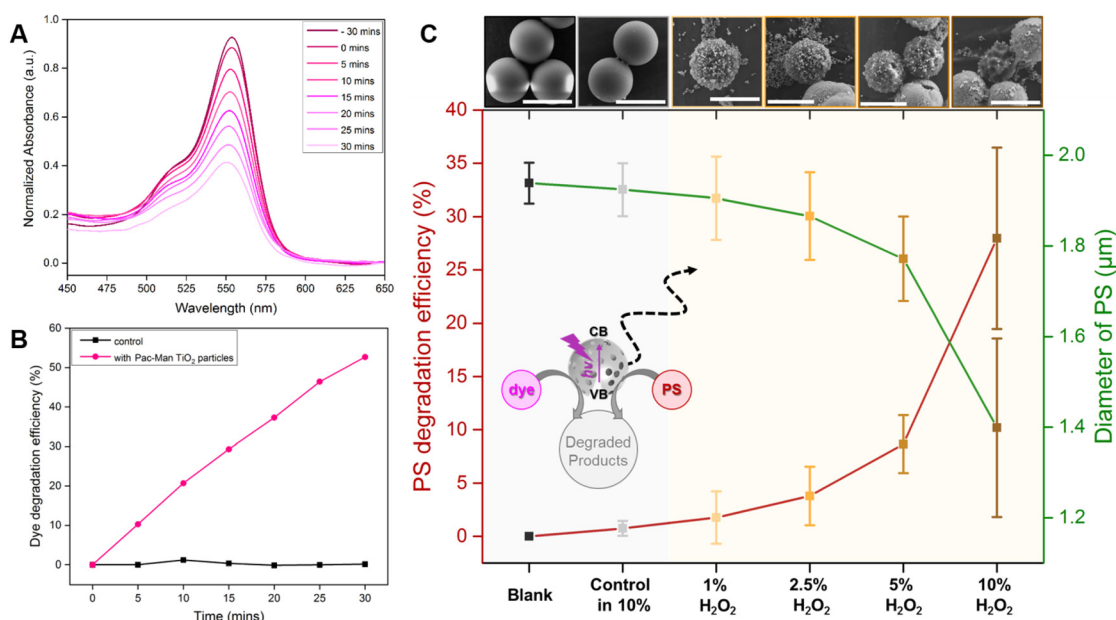 A
Normalized Absorbance (a.u.)
1.0
0.8
0.6
0.4
0.2
0.0
450
500
525
550
575
600
625
650
Wavelength (nm)
- 30 mins
0 mins
5 mins
10 mins
15 mins
20 mins
25 mins
30 mins
B
Dye degradation efficiency (%)
60
50
40
30
20
10
0
0
5
10
15
20
25
30
Time (mins)
control
with Pac-Man TiO₂ particles
C
PS degradation efficiency (%)
40
35
30
25
20
15
10
5
0
CB
hν
VB
dye
PS
Degraded
Products
Blank
Control
in 10%
1%
H₂O₂
2.5%
H₂O₂
5%
H₂O₂
10%
H₂O₂
2.0
1.8
1.6
1.4
1.2
Diameter of PS (μm)